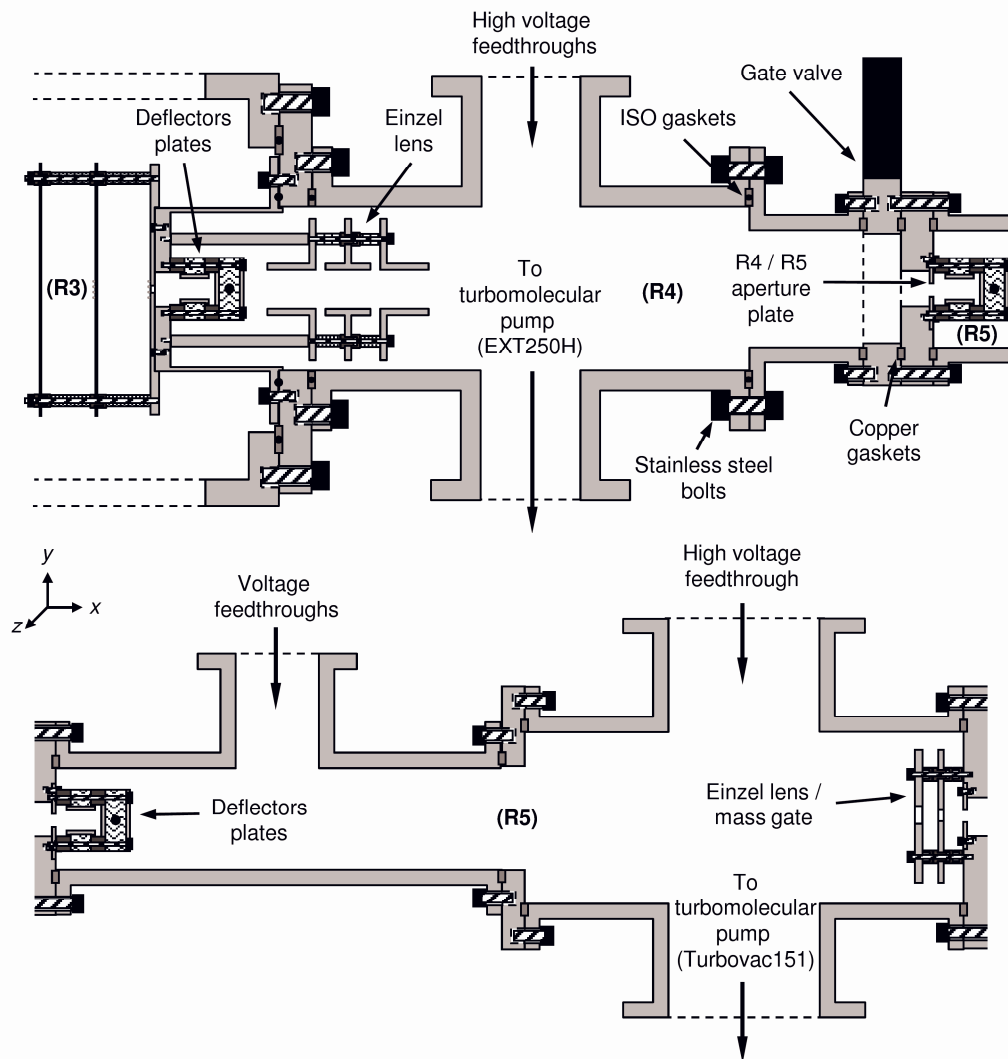 High voltage
feedthroughs
Gate valve
Deflectors
plates
Einzel
lens
ISO gaskets
(R3)
To
turbomolecular
pump
(EXT250H)
(R4)
R4 / R5
aperture
plate
(R5)
Copper
gaskets
Stainless steel
bolts
y
x
z
Voltage
feedthroughs
High voltage
feedthrough
Deflectors
plates
(R5)
Einzel lens /
mass gate
To
turbomolecular
pump
(Turbovac151)